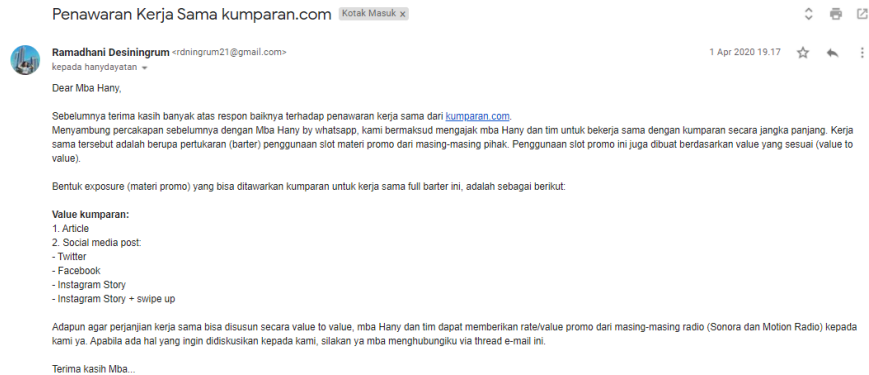 Penawaran Kerja Sama kumparan.com Kotak Masuk x
Ramadhani Desiningrum <rdningrum21@gmail.com> 1 Apr 2020 19.17
kepada hanydayatan
Dear Mba Hany,
Sebelumnya terima kasih banyak atas respon baiknya terhadap penawaran kerja sama dari kumparan.com.
Menyambung percakapan sebelumnya dengan Mba Hany by whatsapp, kami bermaksud mengajak mba Hany dan tim untuk bekerja sama dengan kumparan secara jangka panjang. Kerja
sama tersebut adalah berupa pertukaran (barter) penggunaan slot materi promo dari masing-masing pihak. Penggunaan slot promo ini juga dibuat berdasarkan value yang sesuai (value to
value).
Bentuk exposure (materi promo) yang bisa ditawarkan kumparan untuk kerja sama full barter ini, adalah sebagai berikut:
Value kumparan:
1. Article
2. Social media post:
- Twitter
- Facebook
- Instagram Story
- Instagram Story + swipe up
Adapun agar perjanjian kerja sama bisa disusun secara value to value, mba Hany dan tim dapat memberikan rate/value promo dari masing-masing radio (Sonora dan Motion Radio) kepada
kami ya. Apabila ada hal yang ingin didiskusikan kepada kami, silakan ya mba menghubungiku via thread e-mail ini.
Terima kasih Mba...